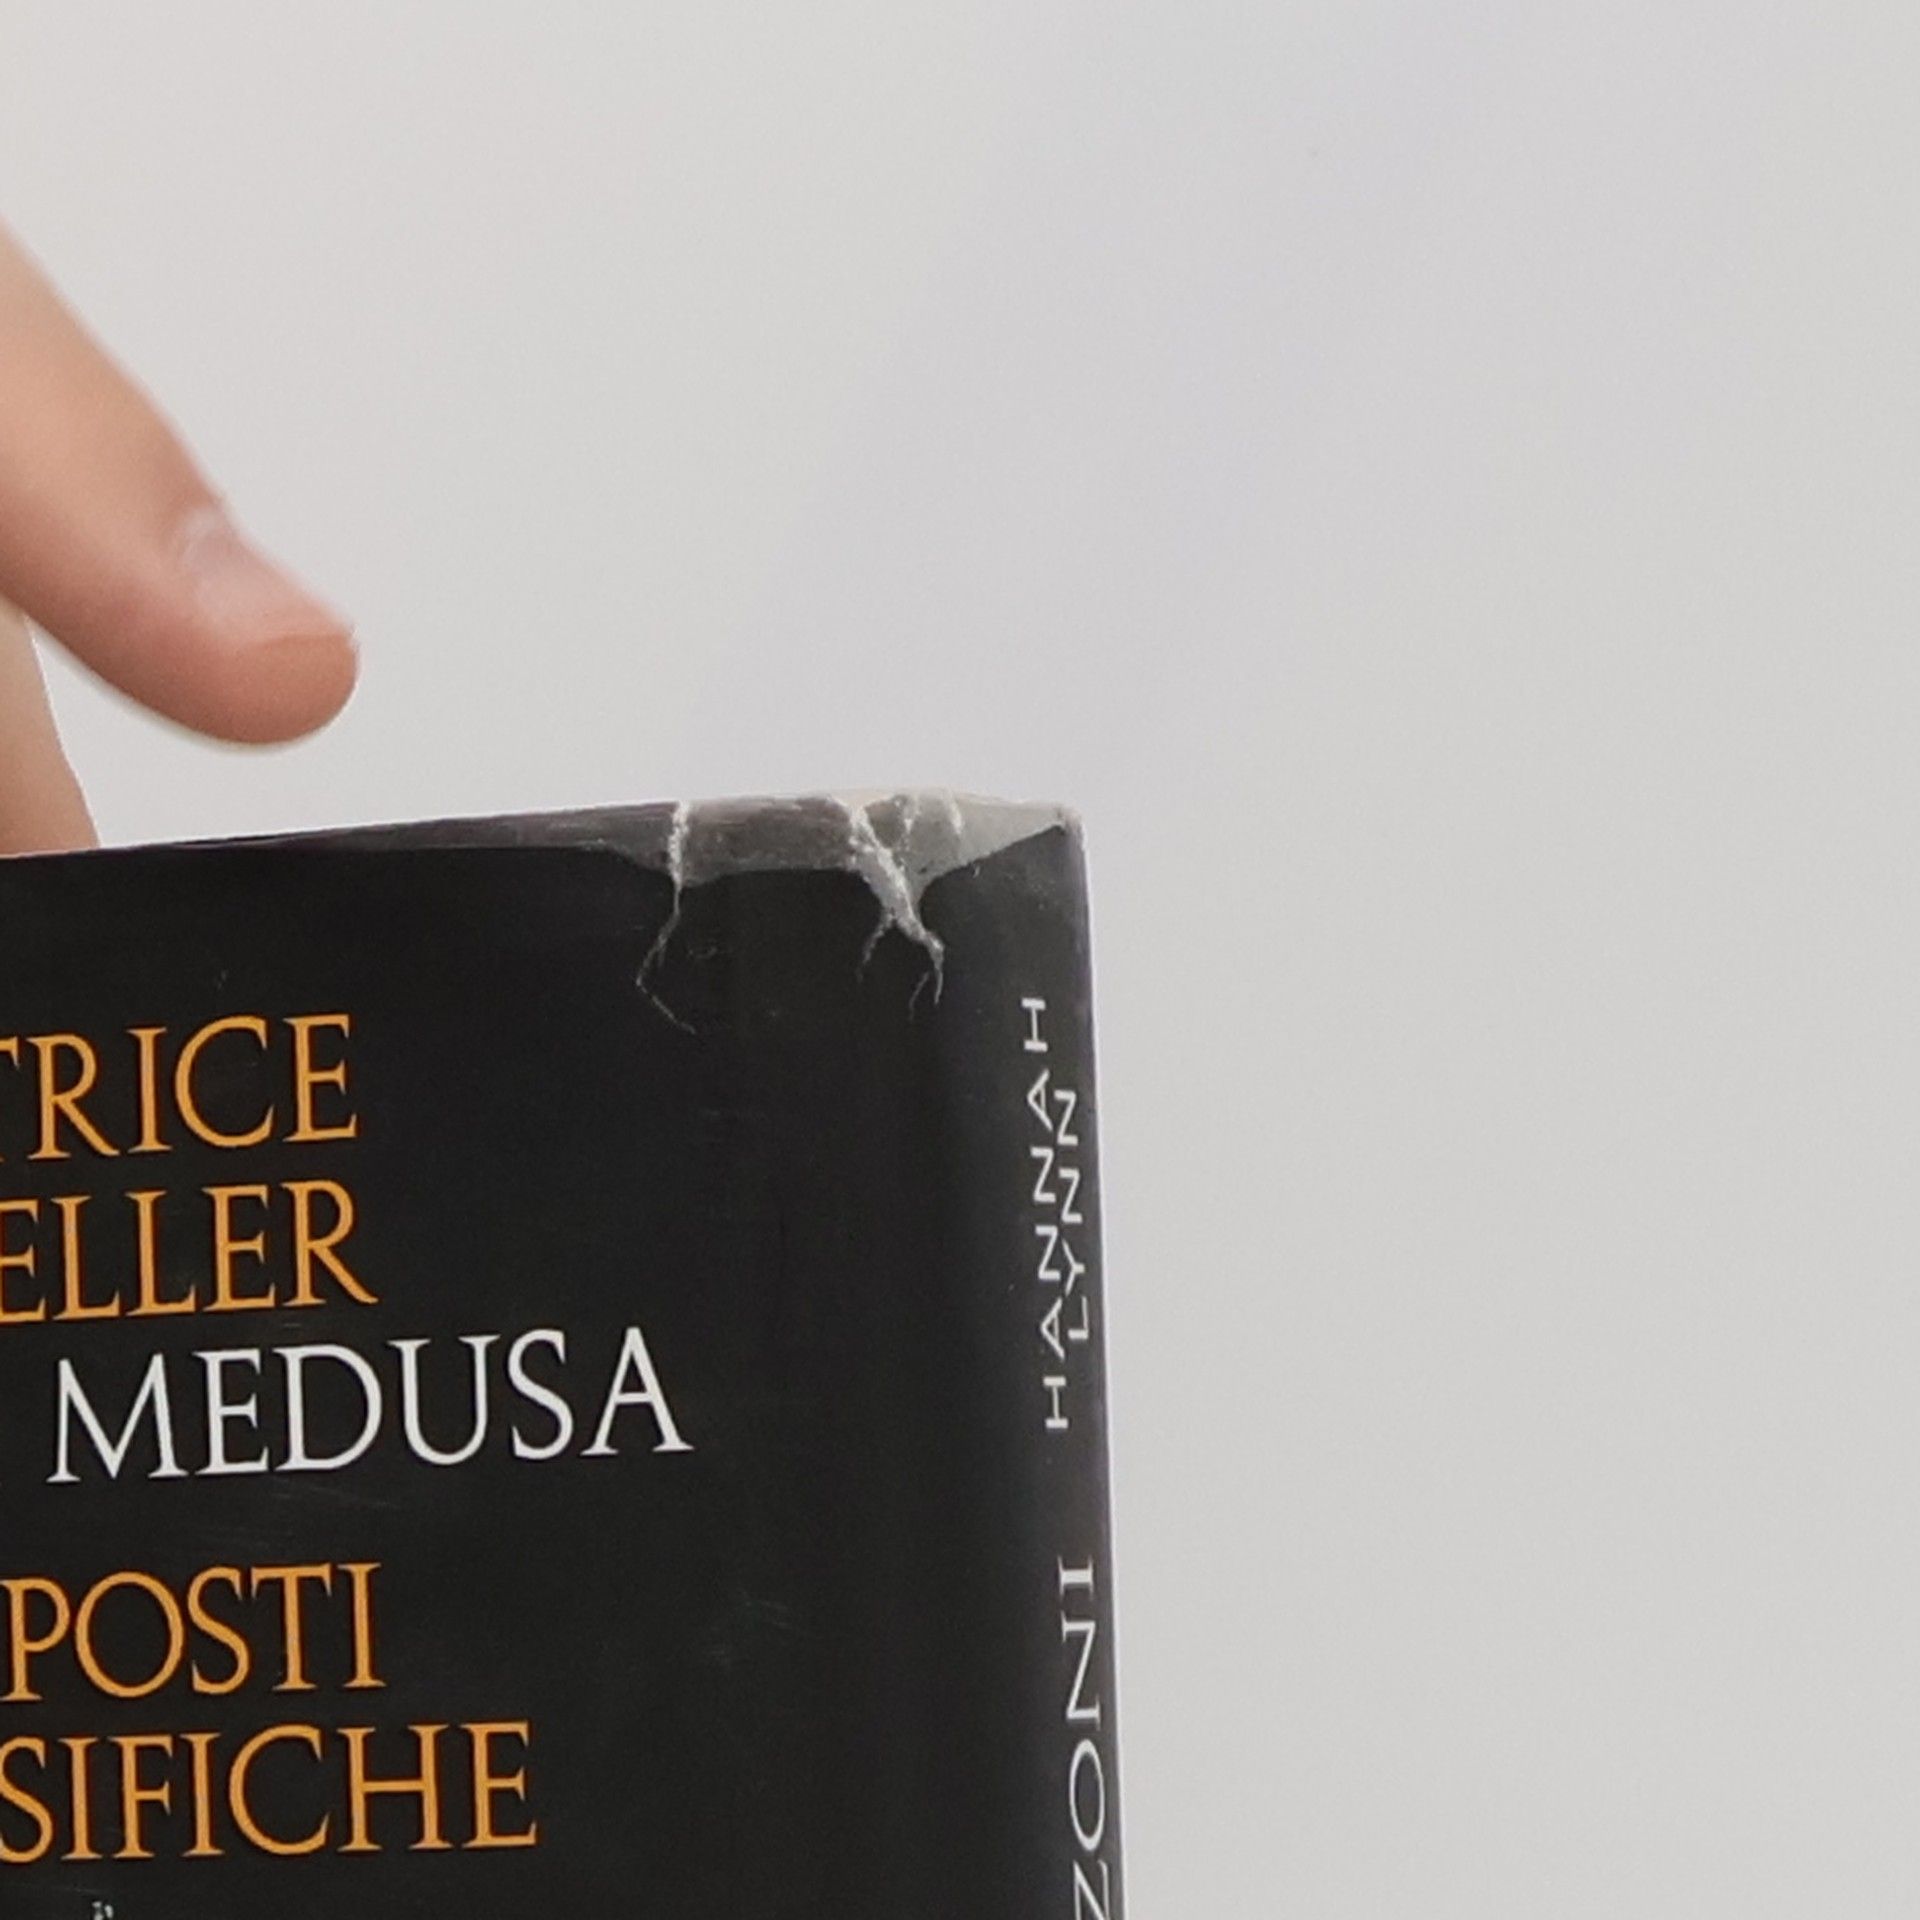 TRICE
ELLER
MEDUSA
POSTI
SIFICHE
HANNAH
LYNN
ZONI